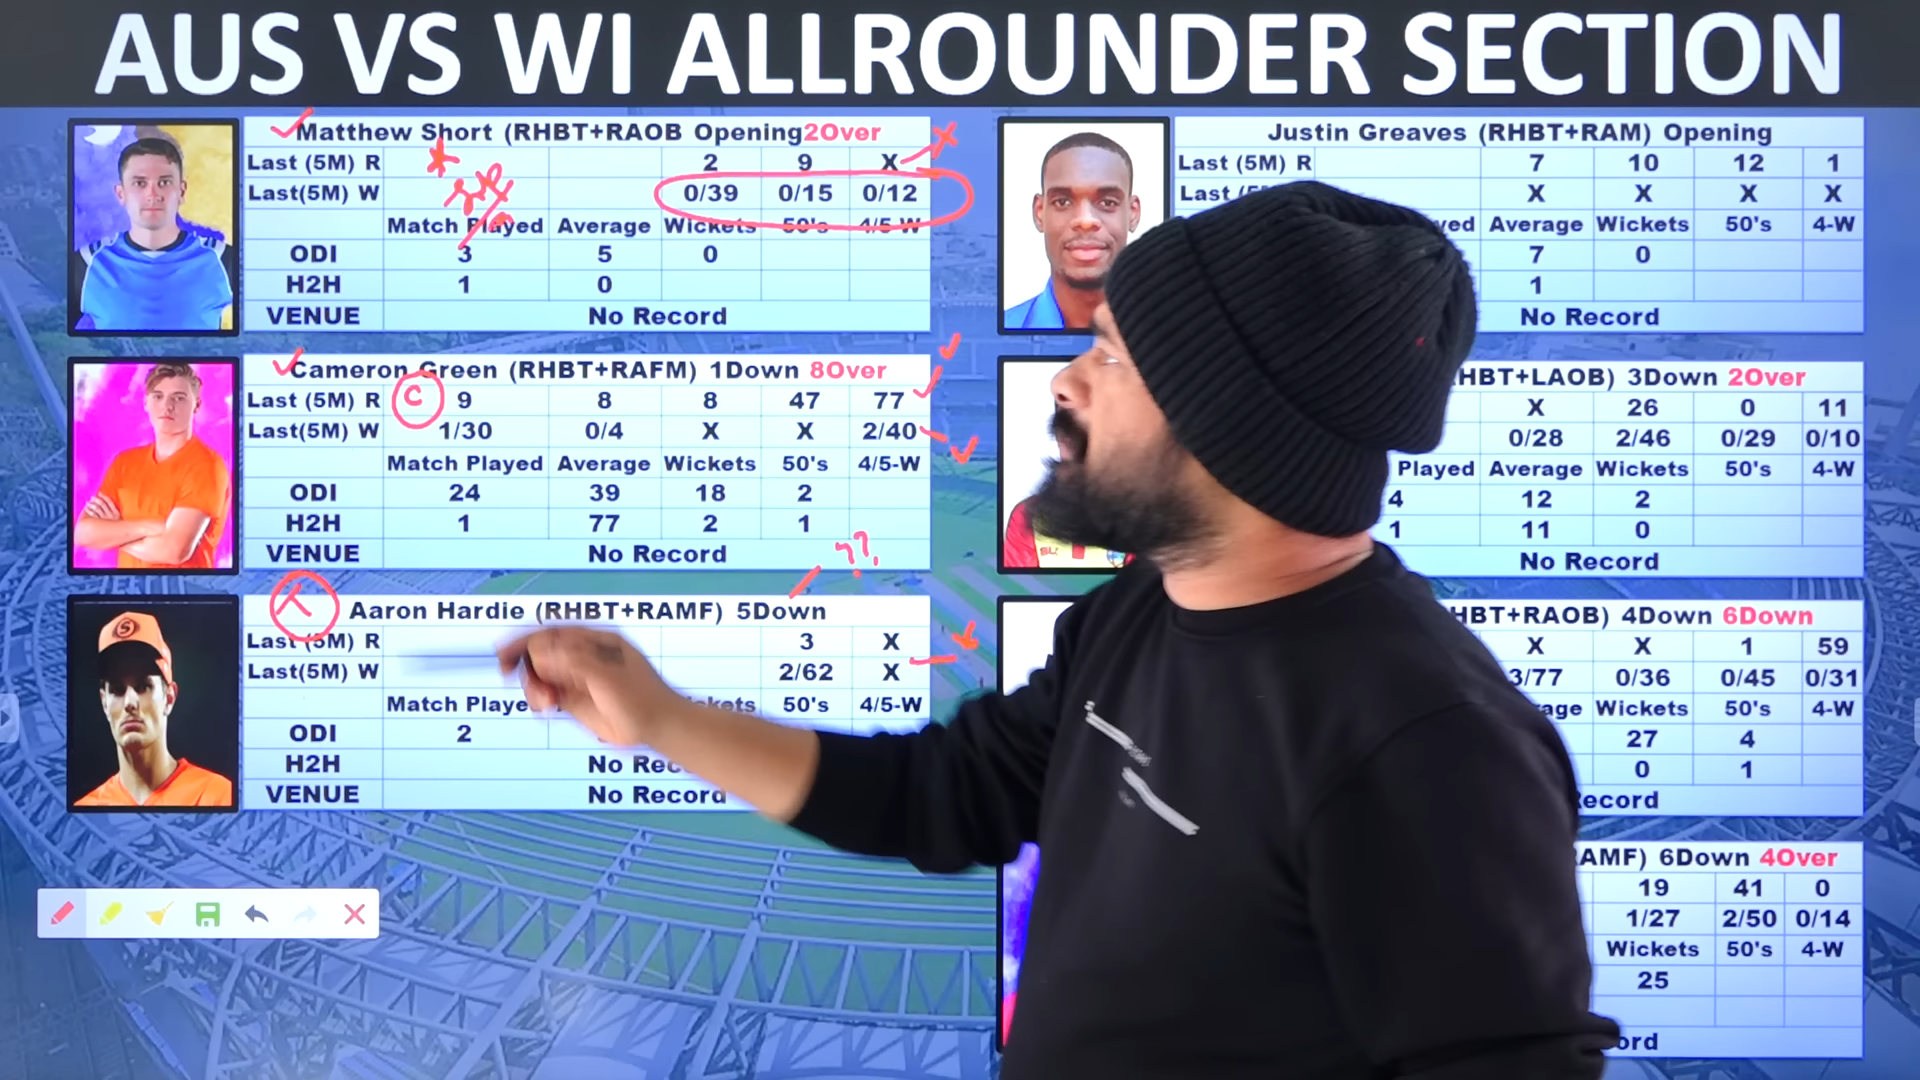 AUS VS WI ALLROUNDER SECTION
Matthew Short (RHBT+RAOB Opening2Over
Last (5M) R 2 9 X
Last(5M) W 0/39 0/15 0/12
Match Played Average Wickets 50's 4/5-W
ODI 3 5 0
H2H 1 0
VENUE No Record
Cameron Green (RHBT+RAFM) 1Down 8Over
Last (5M) R C 9 8 8 47 77
Last(5M) W 1/30 0/4 X X 2/40
Match Played Average Wickets 50's 4/5-W
ODI 24 39 18 2
H2H 1 77 2 1
VENUE No Record
??
Aaron Hardie (RHBT+RAMF) 5Down
Last (5M) R 3 X
Last(5M) W 2/62 X
Match 50's 4/5-W
ODI 2
H2H No
VENUE No Record
Justin Greaves (RHBT+RAM) Opening
Last (5M) R 7 10 12 1
Last X X X X
Average Wickets 50's 4-W
7 0
1
No Record
3Down 2Over
X 26 0 11
0/28 2/46 0/29 0/10
Played Average Wickets 50's 4-W
4 12 2
1 11 0
No Record
4Down 6Down
X X 1 59
3/77 0/36 0/45 0/31
Wickets 50's 4-W
27 4
0 1
6Down 4Over
19 41 0
1/27 2/50 0/14
Wickets 50's 4-W
25